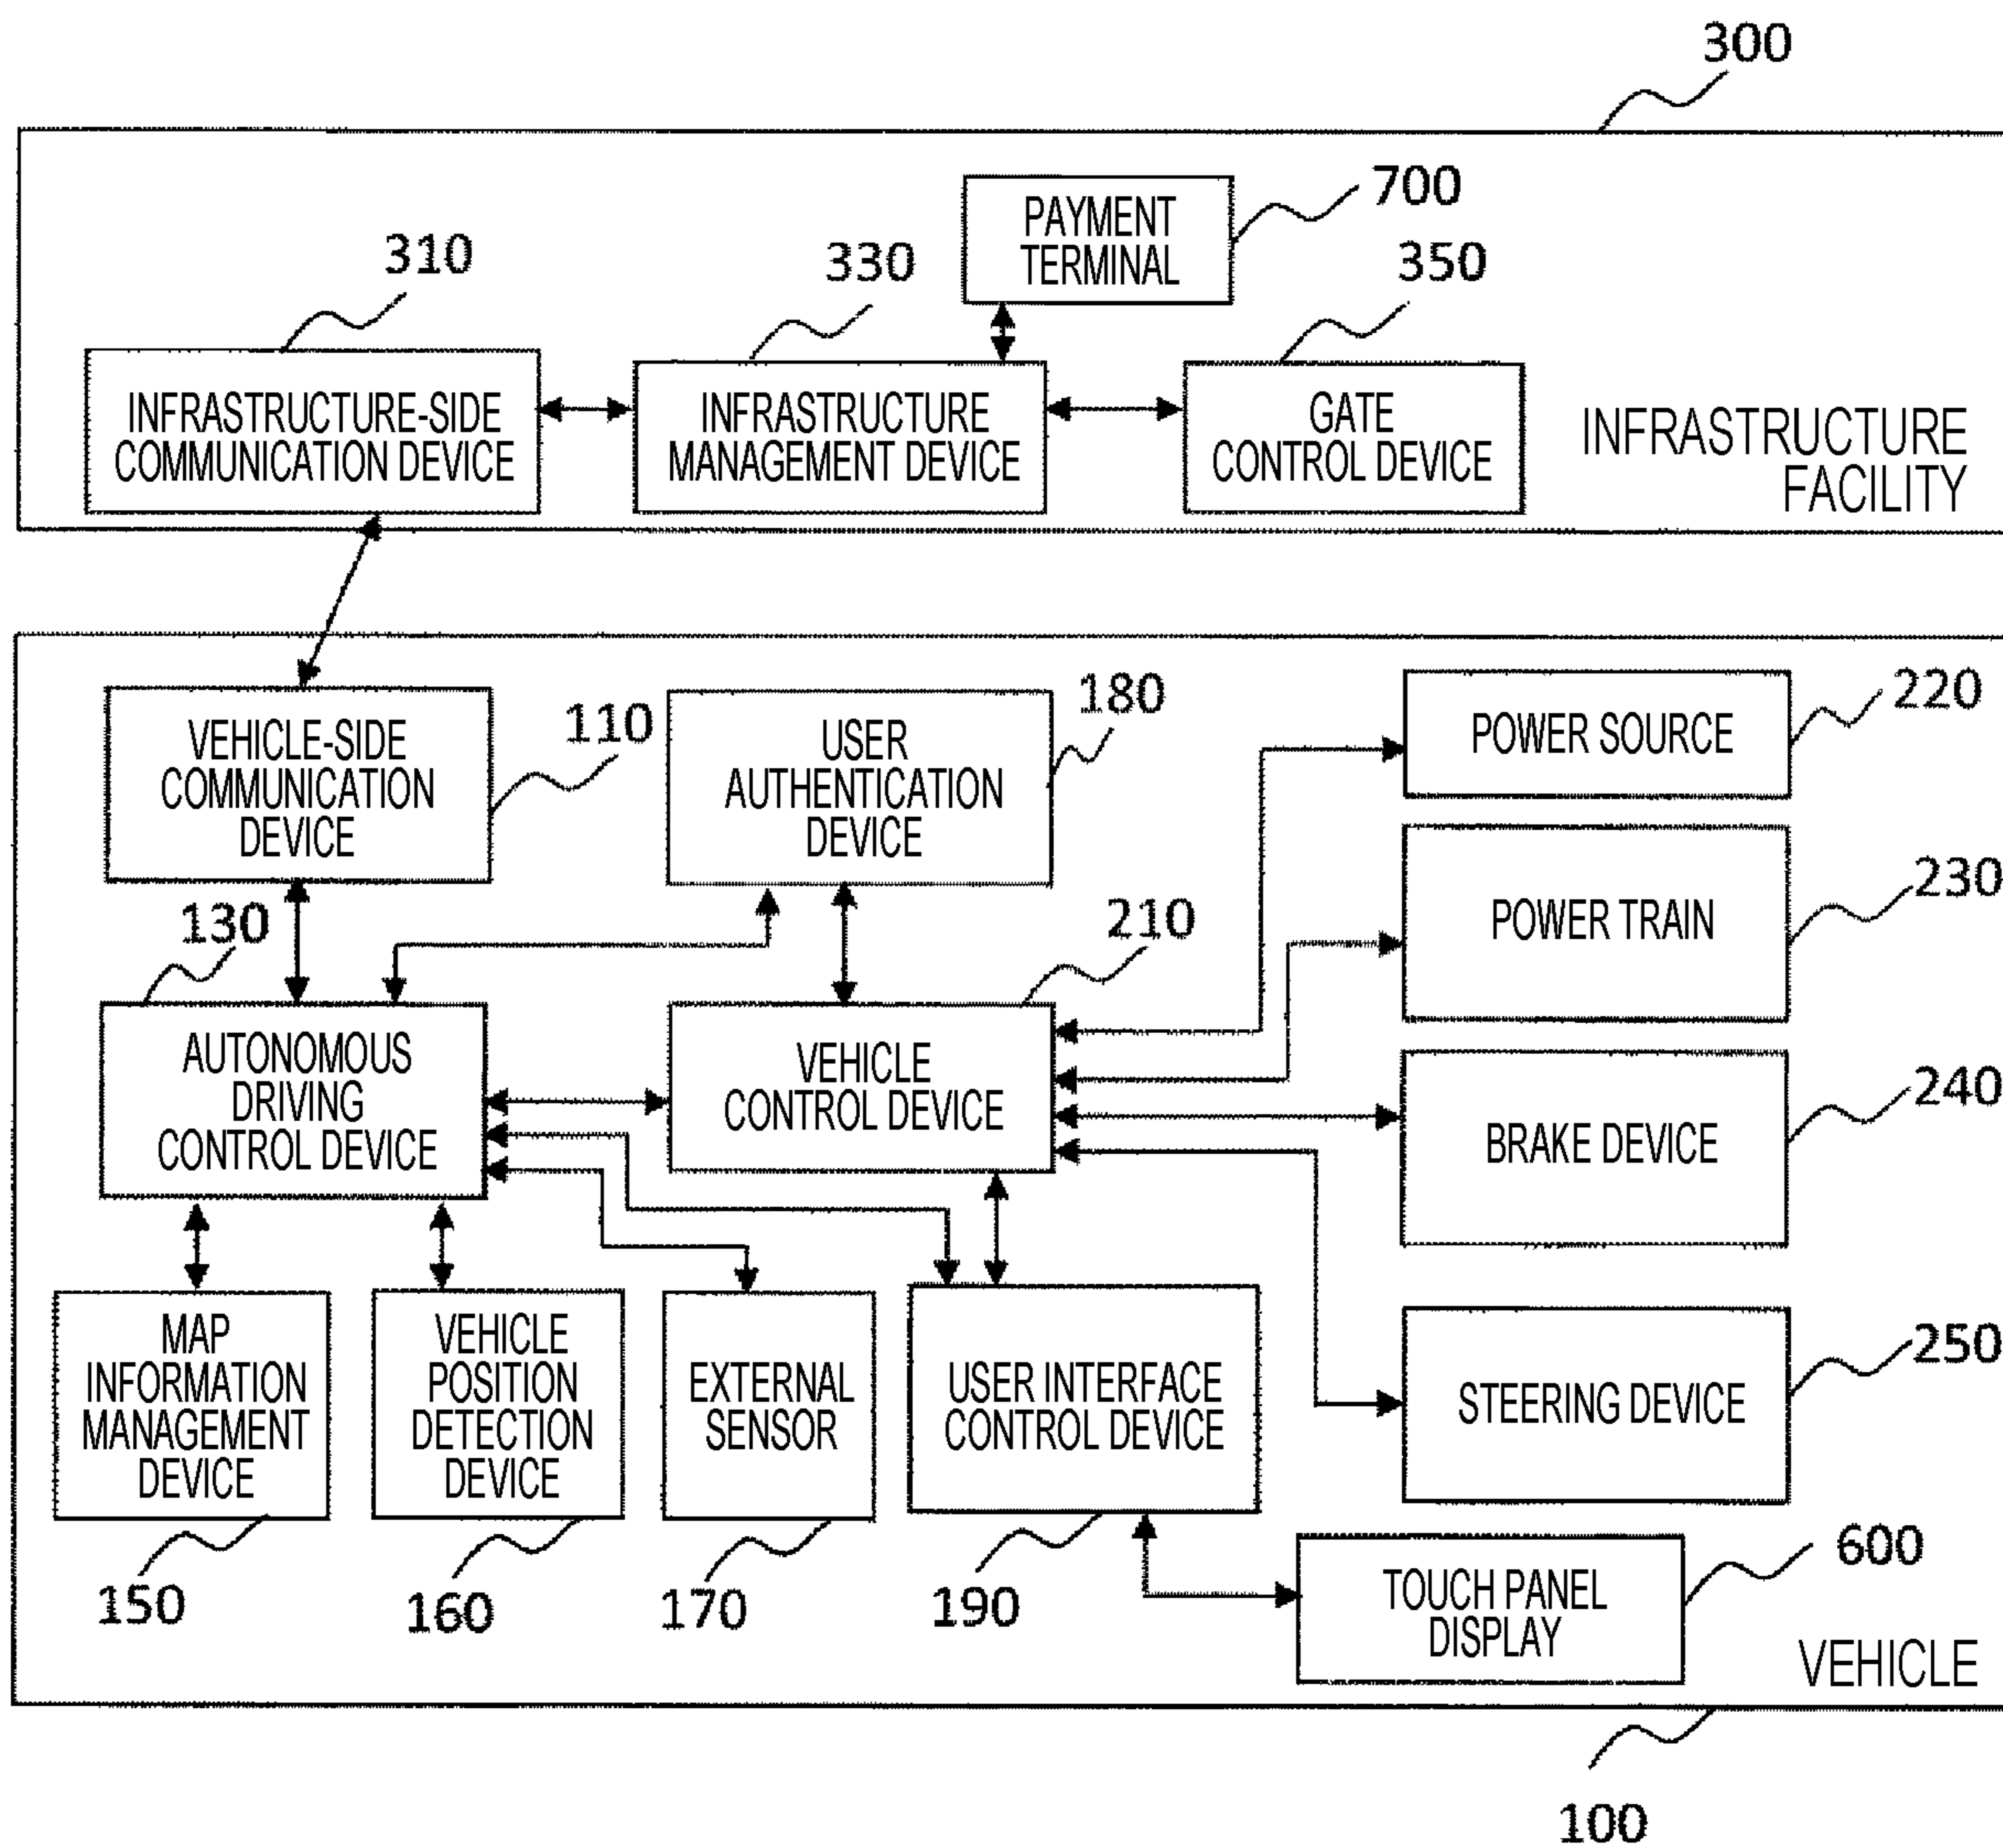 300
PAYMENT
TERMINAL
700
310
330
350
INFRASTRUCTURE-SIDE
COMMUNICATION DEVICE
INFRASTRUCTURE
MANAGEMENT DEVICE
GATE
CONTROL DEVICE
INFRASTRUCTURE
FACILITY
VEHICLE-SIDE
COMMUNICATION
DEVICE
110
USER
AUTHENTICATION
DEVICE
180
POWER SOURCE
220
POWER TRAIN
230
130
210
AUTONOMOUS
DRIVING
CONTROL DEVICE
VEHICLE
CONTROL DEVICE
BRAKE DEVICE
240
MAP
INFORMATION
MANAGEMENT
DEVICE
VEHICLE
POSITION
DETECTION
DEVICE
EXTERNAL
SENSOR
USER INTERFACE
CONTROL DEVICE
STEERING DEVICE
250
150
160
170
190
TOUCH PANEL
DISPLAY
600
VEHICLE
100